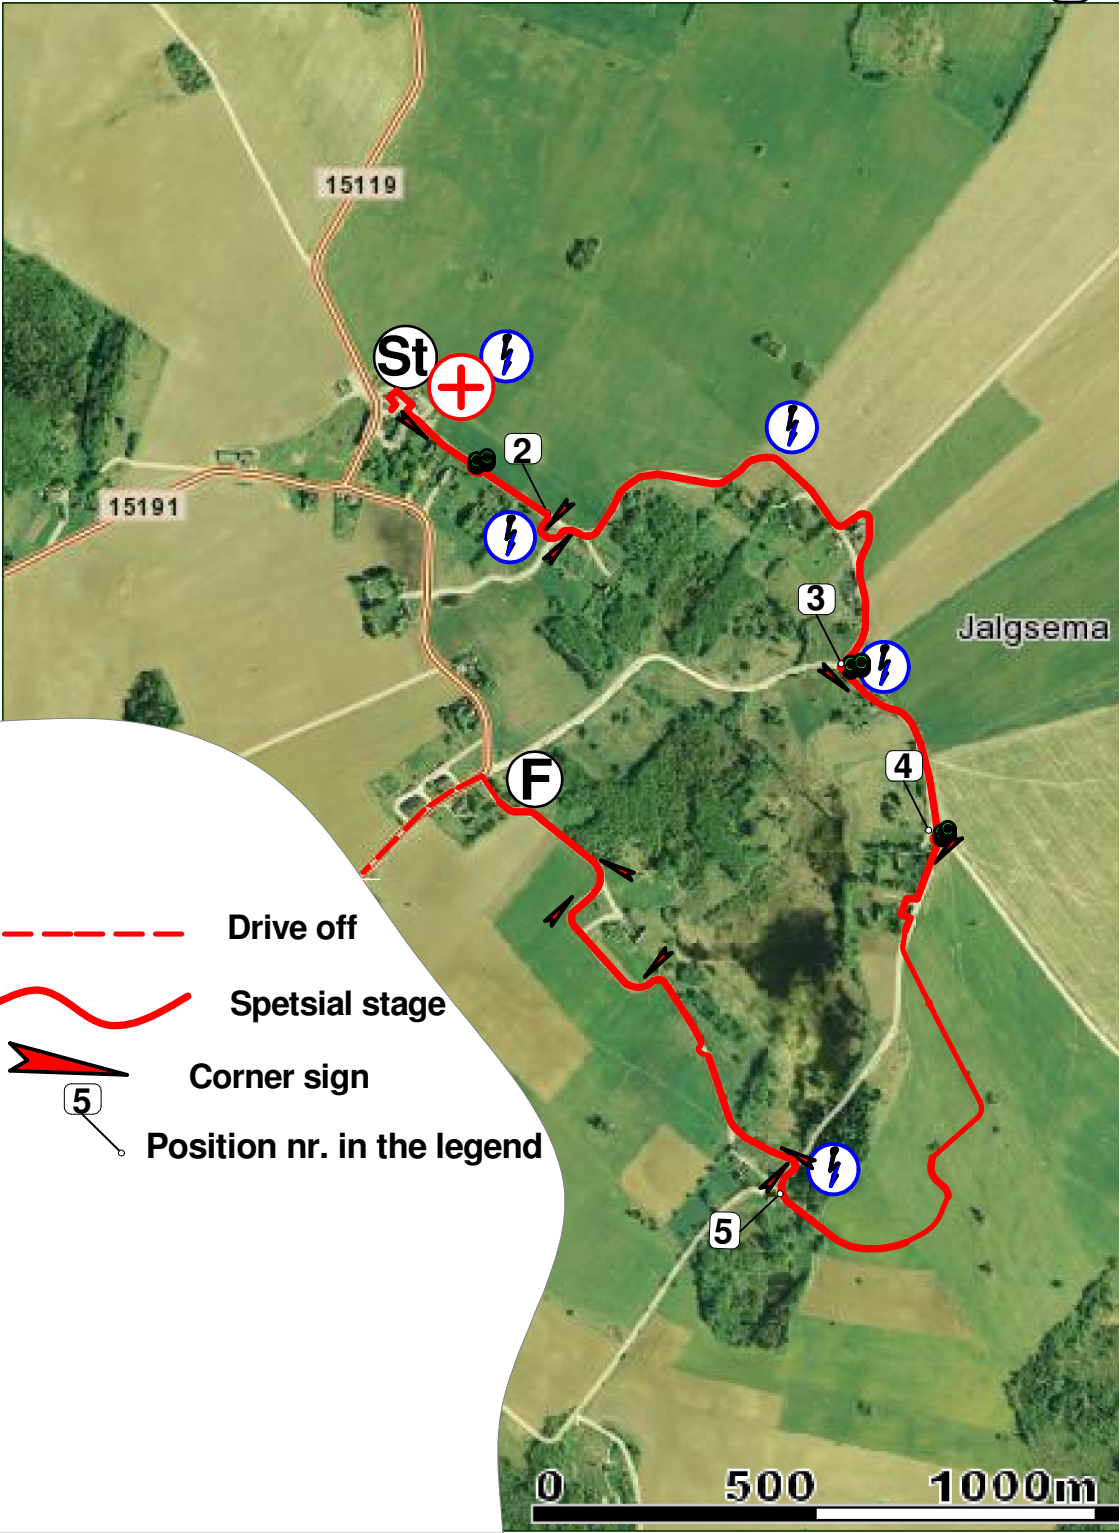 15119
St
2
15191
3
Jalgsema
4
F
Drive off
Spetsial stage
Corner sign
5
Position nr. in the legend
5
0 500 1000m